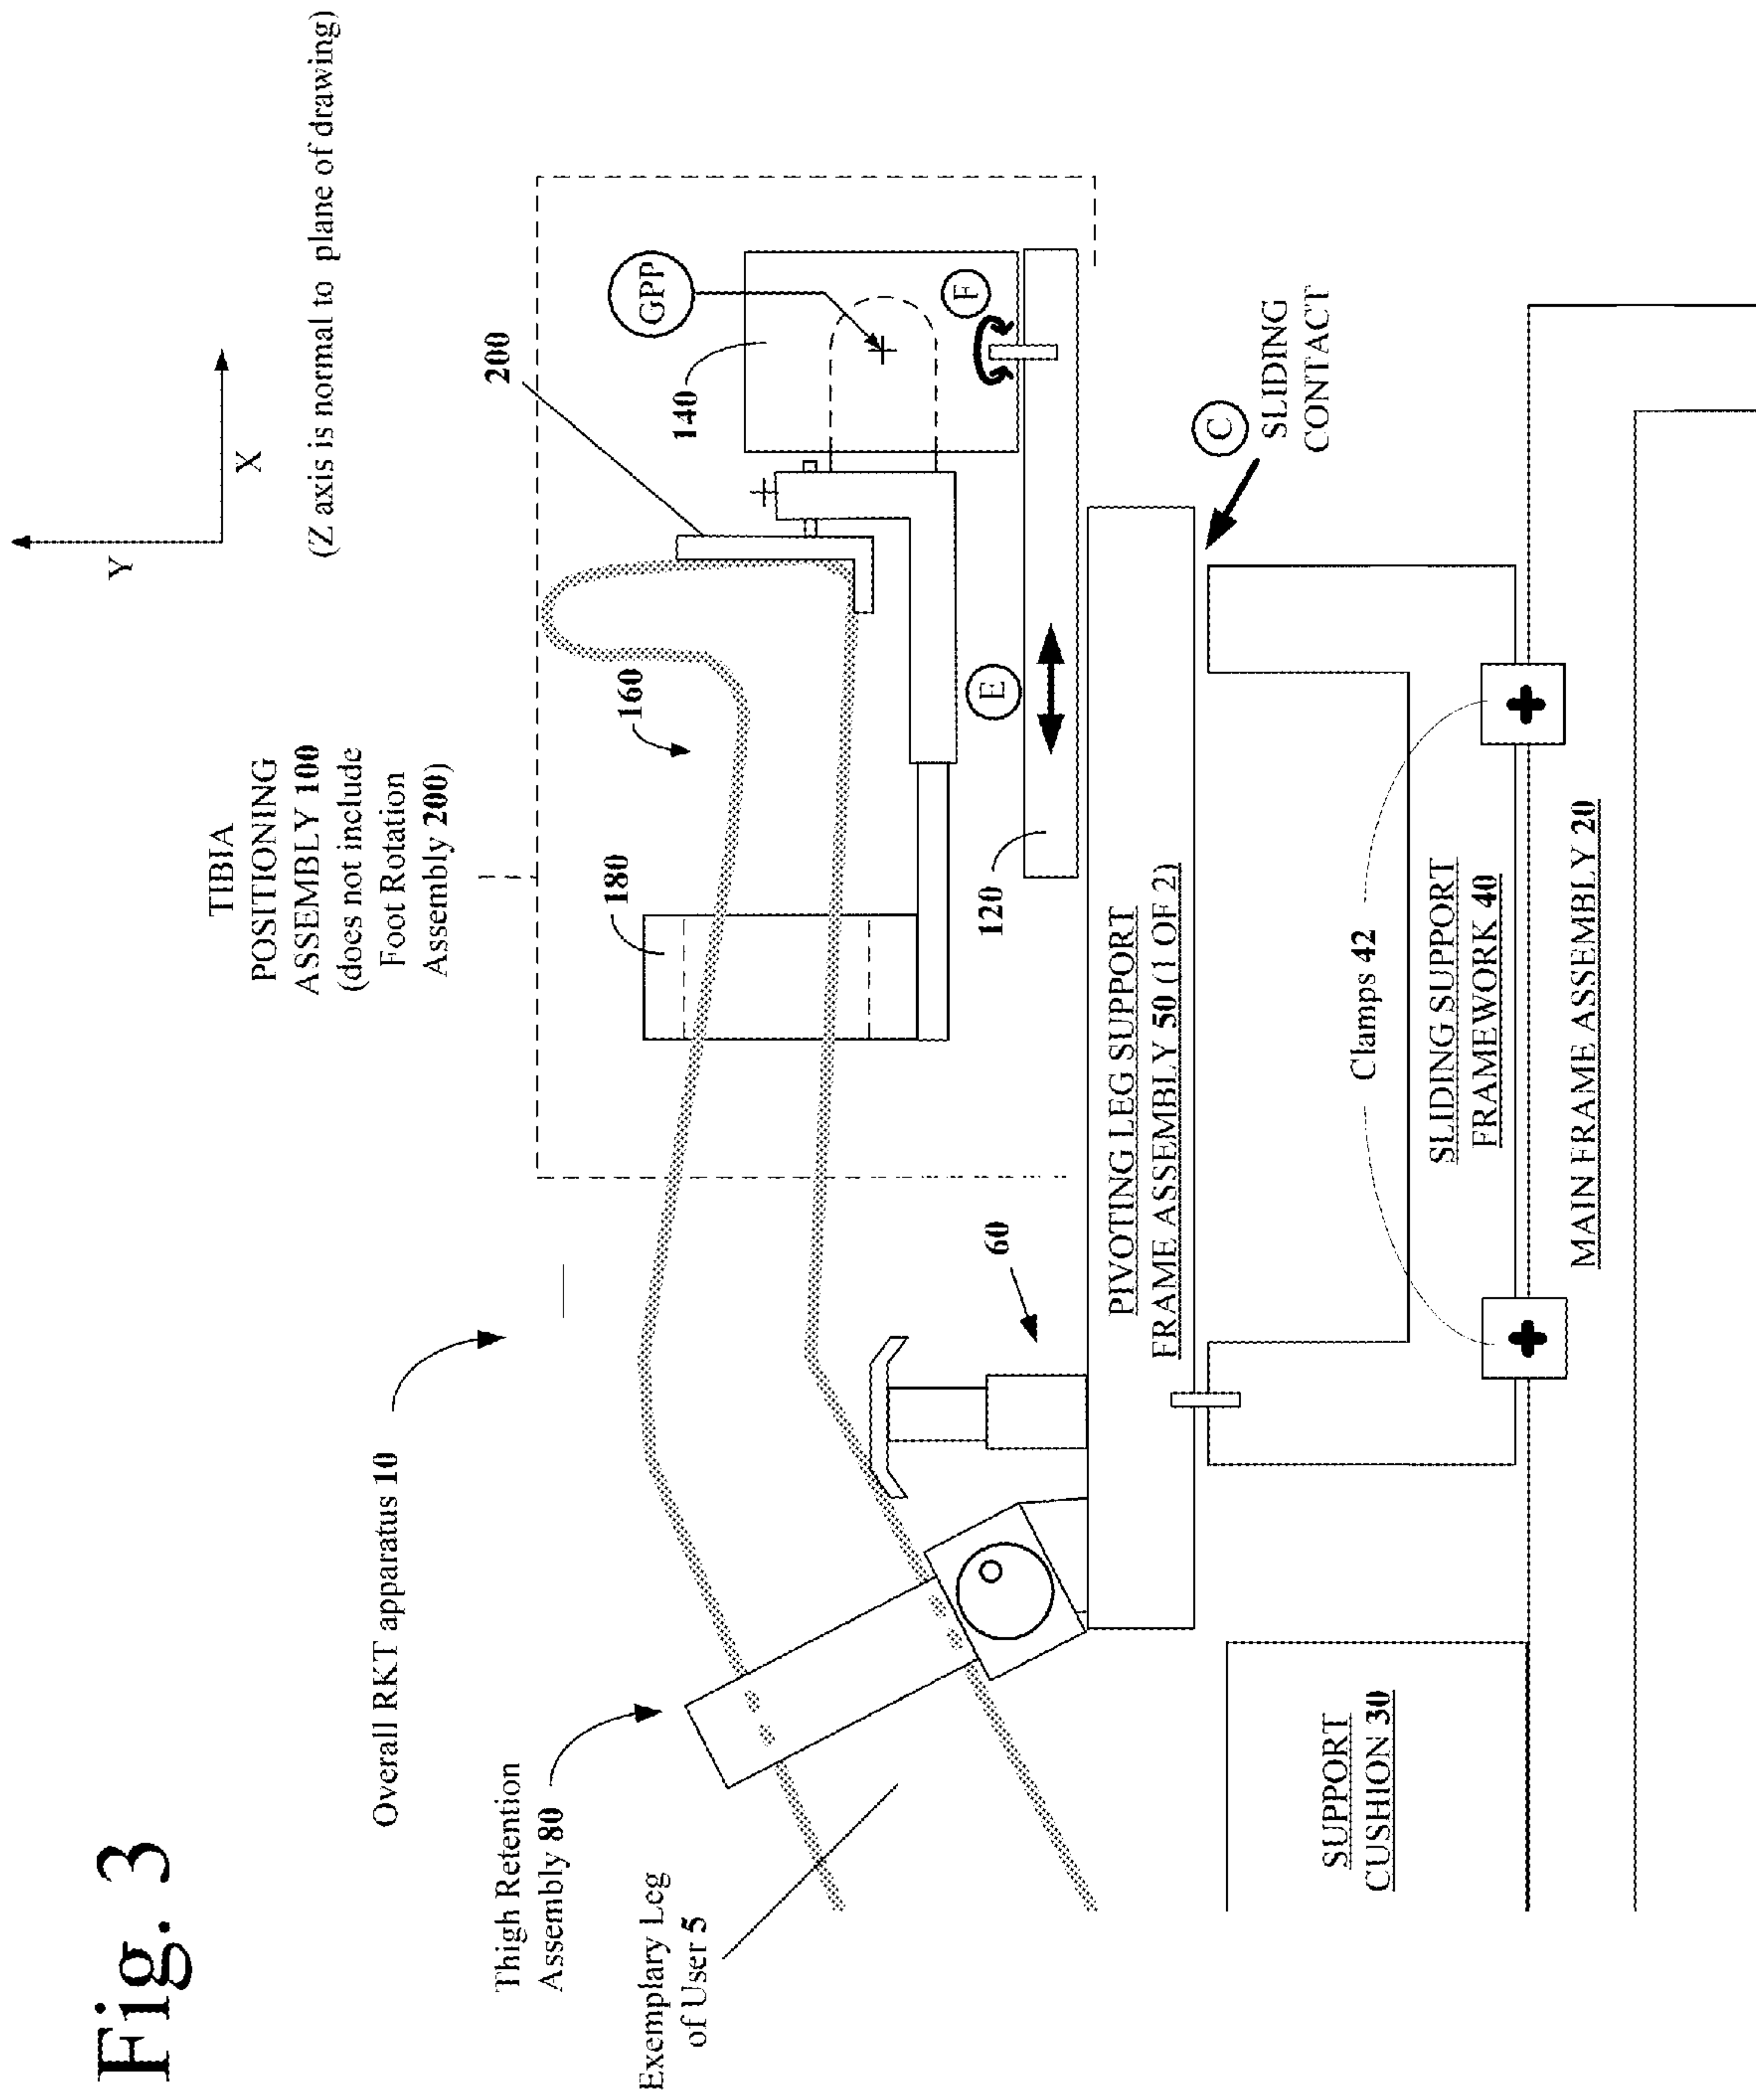 Fig. 3
Y
X
(Z axis is normal to plane of drawing)
TIBIA
POSITIONING
ASSEMBLY 100
(does not include
Foot Rotation
Assembly 200)
Overall RKT apparatus 10
Thigh Retention
Assembly 80
Exemplary Leg
of User 5
200
GPP
140
F
160
E
180
120
60
C
SLIDING
CONTACT
PIVOTING LEG SUPPORT
FRAME ASSEMBLY 50 (1 OF 2)
Clamps 42
SLIDING SUPPORT
FRAMEWORK 40
SUPPORT
CUSHION 30
MAIN FRAME ASSEMBLY 20